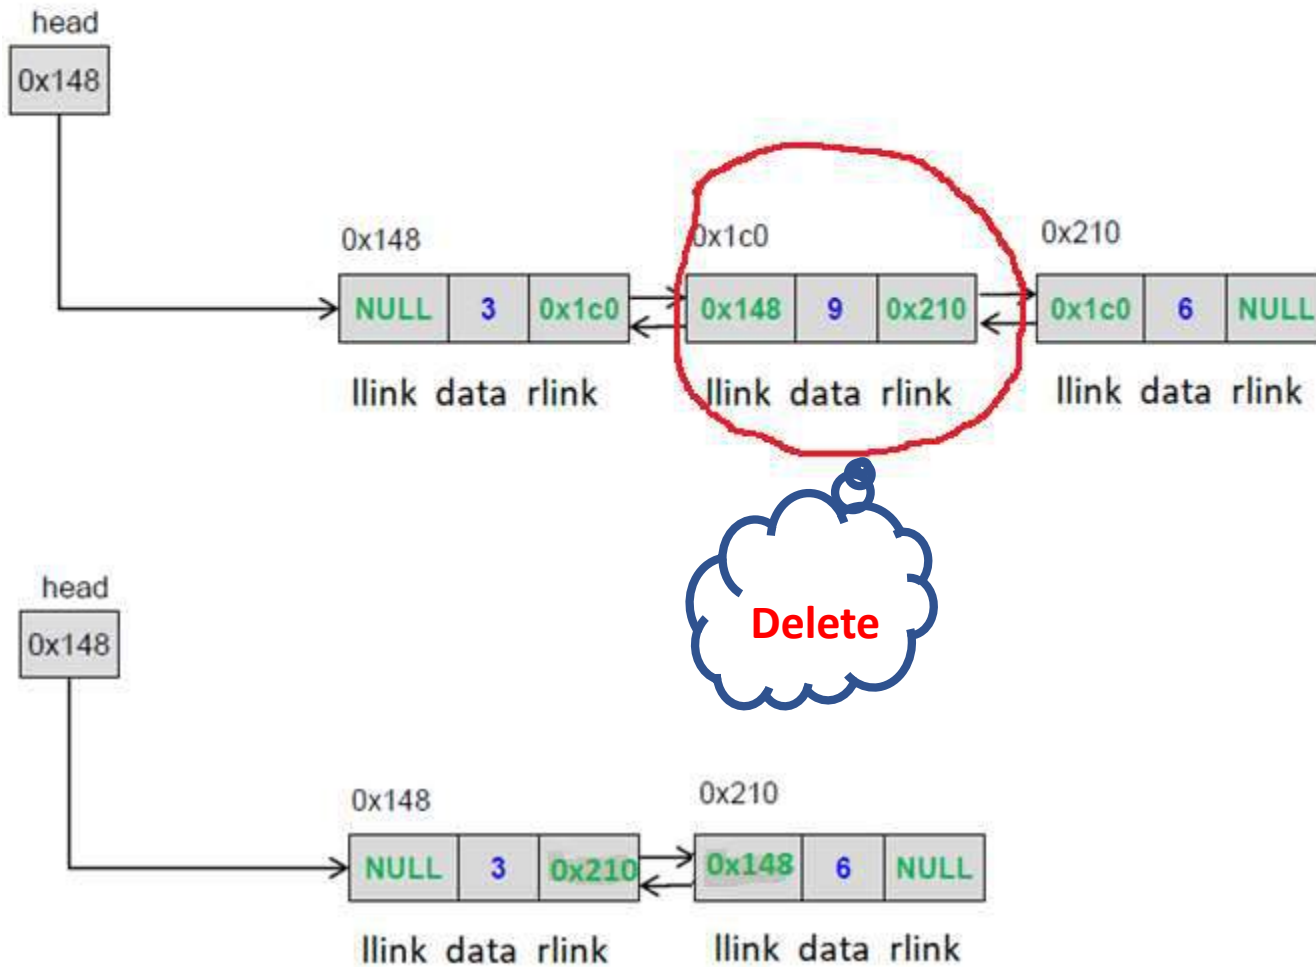 head
0x148
0x148 0x1c0 0x210
NULL 3 0x1c0 0x148 9 0x210 0x1c0 6 NULL
llink data rlink llink data rlink llink data rlink
Delete
head
0x148
0x148 0x210
NULL 3 0x210 0x148 6 NULL
llink data rlink llink data rlink